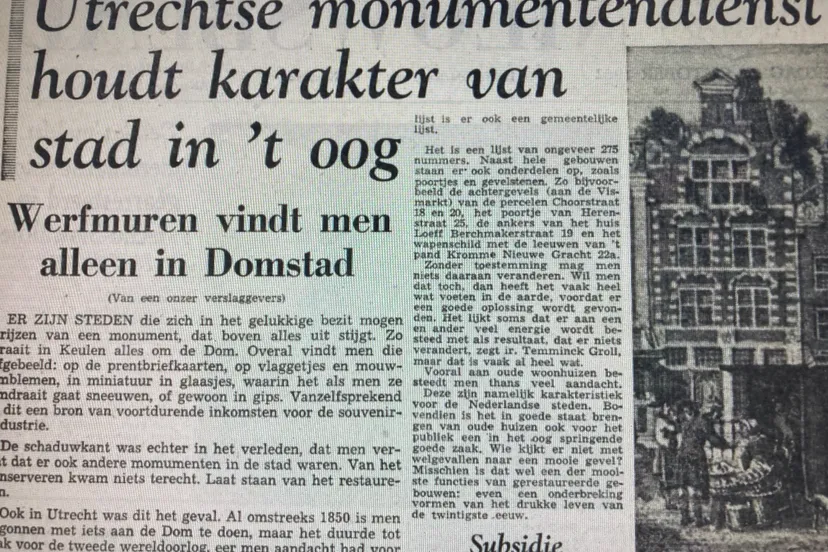 Utrechtse monumentendienst
houdt karakter van
stad in 't oog
Werfmuren vindt men
alleen in Domstad
(Van een onzer verslaggevers)
ER ZIJN STEDEN die zich in het gelukkige bezit mogen
rijzen van een monument, dat boven alles uit stijgt. Zo
raait in Keulen alles om de Dom. Overal vindt men die
fgebeeld: op de prentbriefkaarten, op vlaggetjes en mouw-
mblemen, in miniatuur in glaasjes, waarin het als men ze
mdraait gaat sneeuwen, of gewoon in gips. Vanzelfsprekend
dit een bron van voortdurende inkomsten voor de souvenir-
dustrie.
De schaduwkant was echter in het verleden, dat men ver-
t dat er ook andere momumenten in de stad waren. Van het
nserveren kwam niets terecht. Laat staan van het restaure-
n.
Ook in Utrecht was dit het geval. Al omstreeks 1850 is men
gonnen met iets aan de Dom te doen, maar het duurde tot
ak voor de tweede wereldoorlog, eer men aandacht had voor
lijst is er ook een gemeentelijke
lijst.
Het is een lijst van ongeveer 275
nummers. Naast hele gebouwen
staan er ook onderdelen op, zoals
poortjes en gevelstenen. Zo bijvoor-
beeld de achtergevels (aan de Vis-
markt) van de percelen Choorstraat
18 en 20, het poortje van Heren-
straat 25, de ankers van het huis
Loeff Berchmakerstraat 19 en het
wapenschild met de leeuwen van 't
pand Kromme Nieuwe Gracht 22a.
Zonder toestemming mag men
niets daaraan veranderen. Wil men
dat toch, dan heeft het vaak heel
wat voeten in de aarde, voordat er
een goede oplossing wordt gevon-
den. Het lijkt soms dat er aan een
en ander veel energie wordt be-
steed met als resultaat, dat er niets
verandert, zegt ir. Temminck Groll,
maar dat is vaak al heel wat.
Vooral aan oude woonhuizen be-
steedt men thans veel aandacht.
Deze zijn namelijk karakteristiek
voor de Nederlandse steden. Bo-
vendien is het in goede staat bren-
gen van oude huizen ook voor het
publiek een in het oog springende
goede zaak. Wie kijkt er niet met
welgevallen naar een mooie gevel?
Misschien is dat wel een der mooi-
ste functies van gerestaureerde ge-
bouwen: even een onderbreking
vormen van het drukke leven van
de twintigste eeuw.
Subsidie